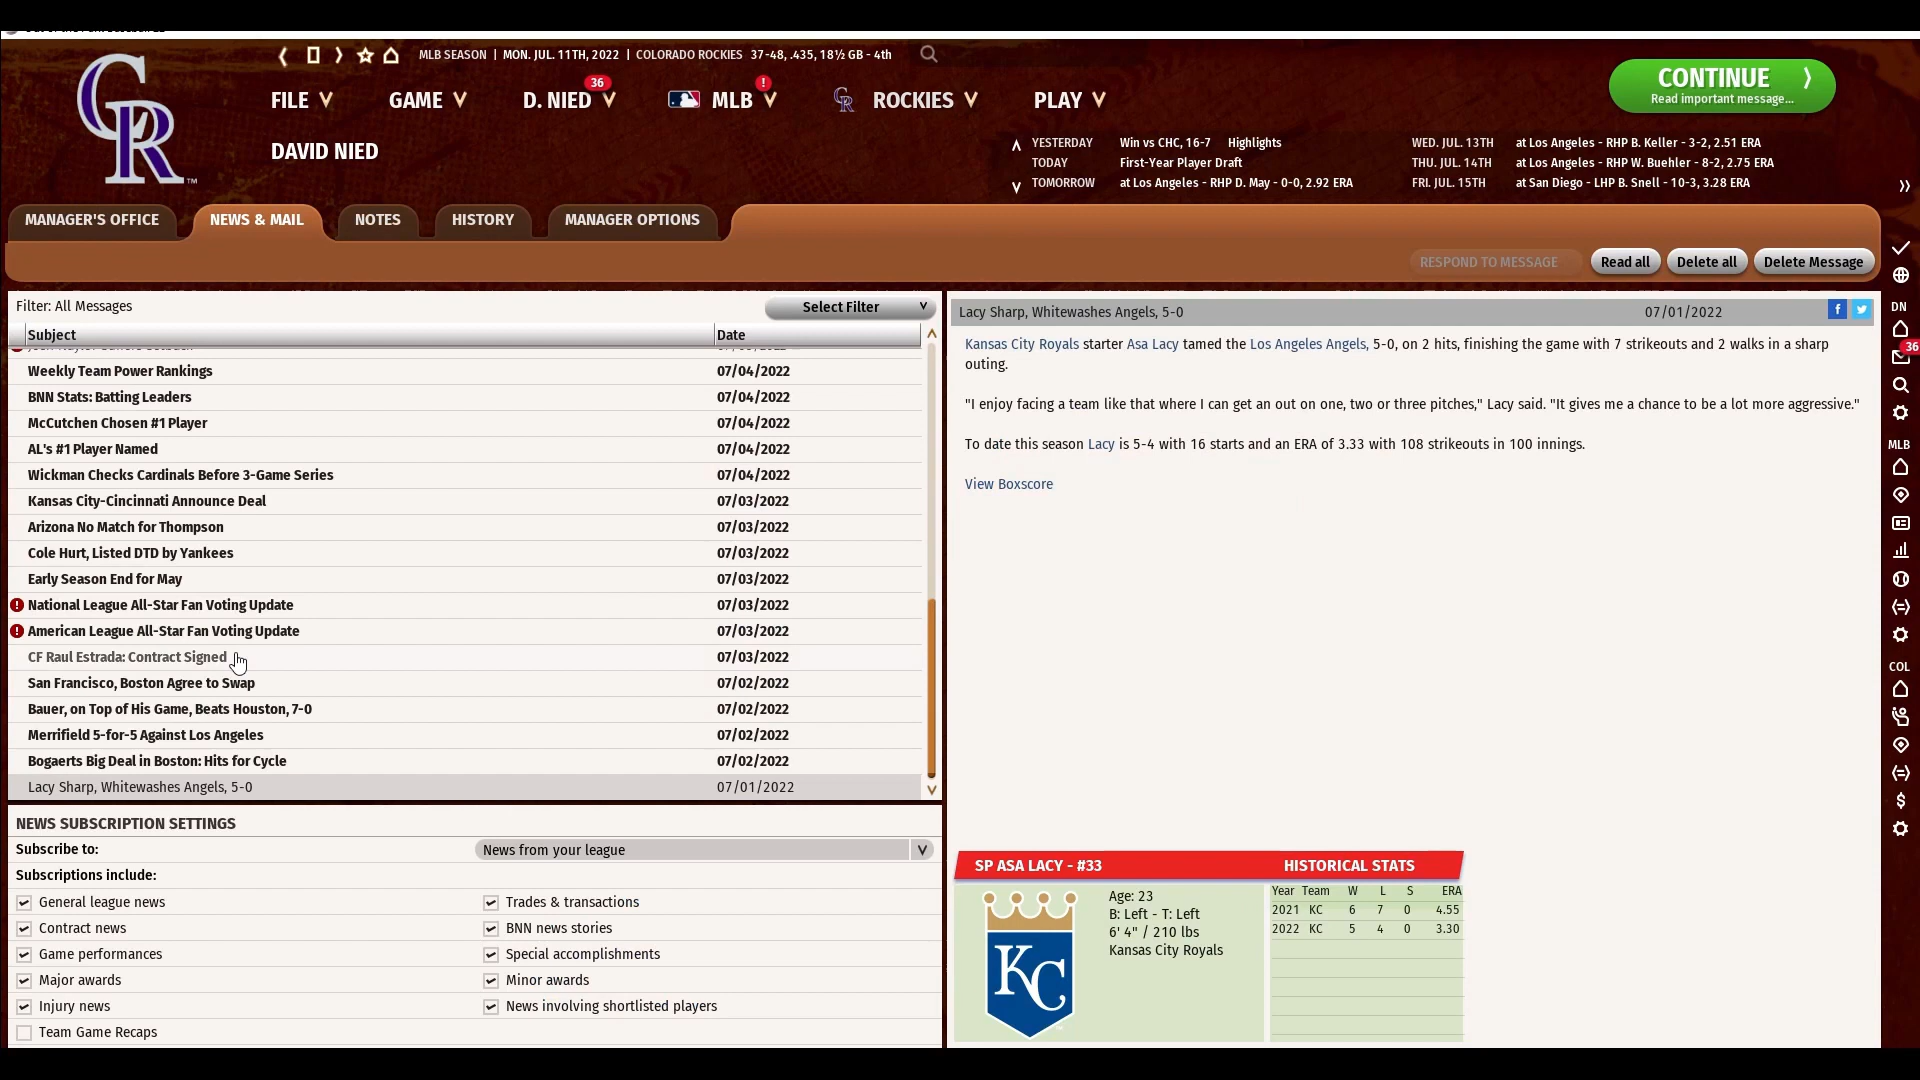 MLB SEASON | MON. JUL. 11TH, 2022 | COLORADO ROCKIES 37-48, .435, 18½ GB - 4th
FILE GAME D. NIED 36 MLB ! ROCKIES PLAY
CONTINUE
Read important message...
DAVID NIED
YESTERDAY Win vs CHC, 16-7 Highlights WED. JUL. 13TH at Los Angeles - RHP B. Keller - 3-2, 2.51 ERA
TODAY First-Year Player Draft THU. JUL. 14TH at Los Angeles - RHP W. Buehler - 8-2, 2.75 ERA
TOMORROW at Los Angeles - RHP D. May - 0-0, 2.92 ERA FRI. JUL. 15TH at San Diego - LHP B. Snell - 10-3, 3.28 ERA
MANAGER'S OFFICE NEWS & MAIL NOTES HISTORY MANAGER OPTIONS
RESPOND TO MESSAGE Read all Delete all Delete Message
Filter: All Messages Select Filter
Subject Date
Weekly Team Power Rankings 07/04/2022
BNN Stats: Batting Leaders 07/04/2022
McCutchen Chosen #1 Player 07/04/2022
AL's #1 Player Named 07/04/2022
Wickman Checks Cardinals Before 3-Game Series 07/04/2022
Kansas City-Cincinnati Announce Deal 07/03/2022
Arizona No Match for Thompson 07/03/2022
Cole Hurt, Listed DTD by Yankees 07/03/2022
Early Season End for May 07/03/2022
! National League All-Star Fan Voting Update 07/03/2022
! American League All-Star Fan Voting Update 07/03/2022
CF Raul Estrada: Contract Signed 07/03/2022
San Francisco, Boston Agree to Swap 07/02/2022
Bauer, on Top of His Game, Beats Houston, 7-0 07/02/2022
Merrifield 5-for-5 Against Los Angeles 07/02/2022
Bogaerts Big Deal in Boston: Hits for Cycle 07/02/2022
Lacy Sharp, Whitewashes Angels, 5-0 07/01/2022
NEWS SUBSCRIPTION SETTINGS
Subscribe to: News from your league
Subscriptions include:
General league news Trades & transactions
Contract news BNN news stories
Game performances Special accomplishments
Major awards Minor awards
Injury news News involving shortlisted players
Team Game Recaps
Lacy Sharp, Whitewashes Angels, 5-0 07/01/2022
Kansas City Royals starter Asa Lacy tamed the Los Angeles Angels, 5-0, on 2 hits, finishing the game with 7 strikeouts and 2 walks in a sharp
outing.
"I enjoy facing a team like that where I can get an out on one, two or three pitches," Lacy said. "It gives me a chance to be a lot more aggressive."
To date this season Lacy is 5-4 with 16 starts and an ERA of 3.33 with 108 strikeouts in 100 innings.
View Boxscore
SP ASA LACY - #33 HISTORICAL STATS
Age: 23
B: Left - T: Left
6' 4" / 210 lbs
Kansas City Royals
KC
Year Team W L S ERA
2021 KC 6 7 0 4.55
2022 KC 5 4 0 3.30
DN
36
MLB
COL
CR